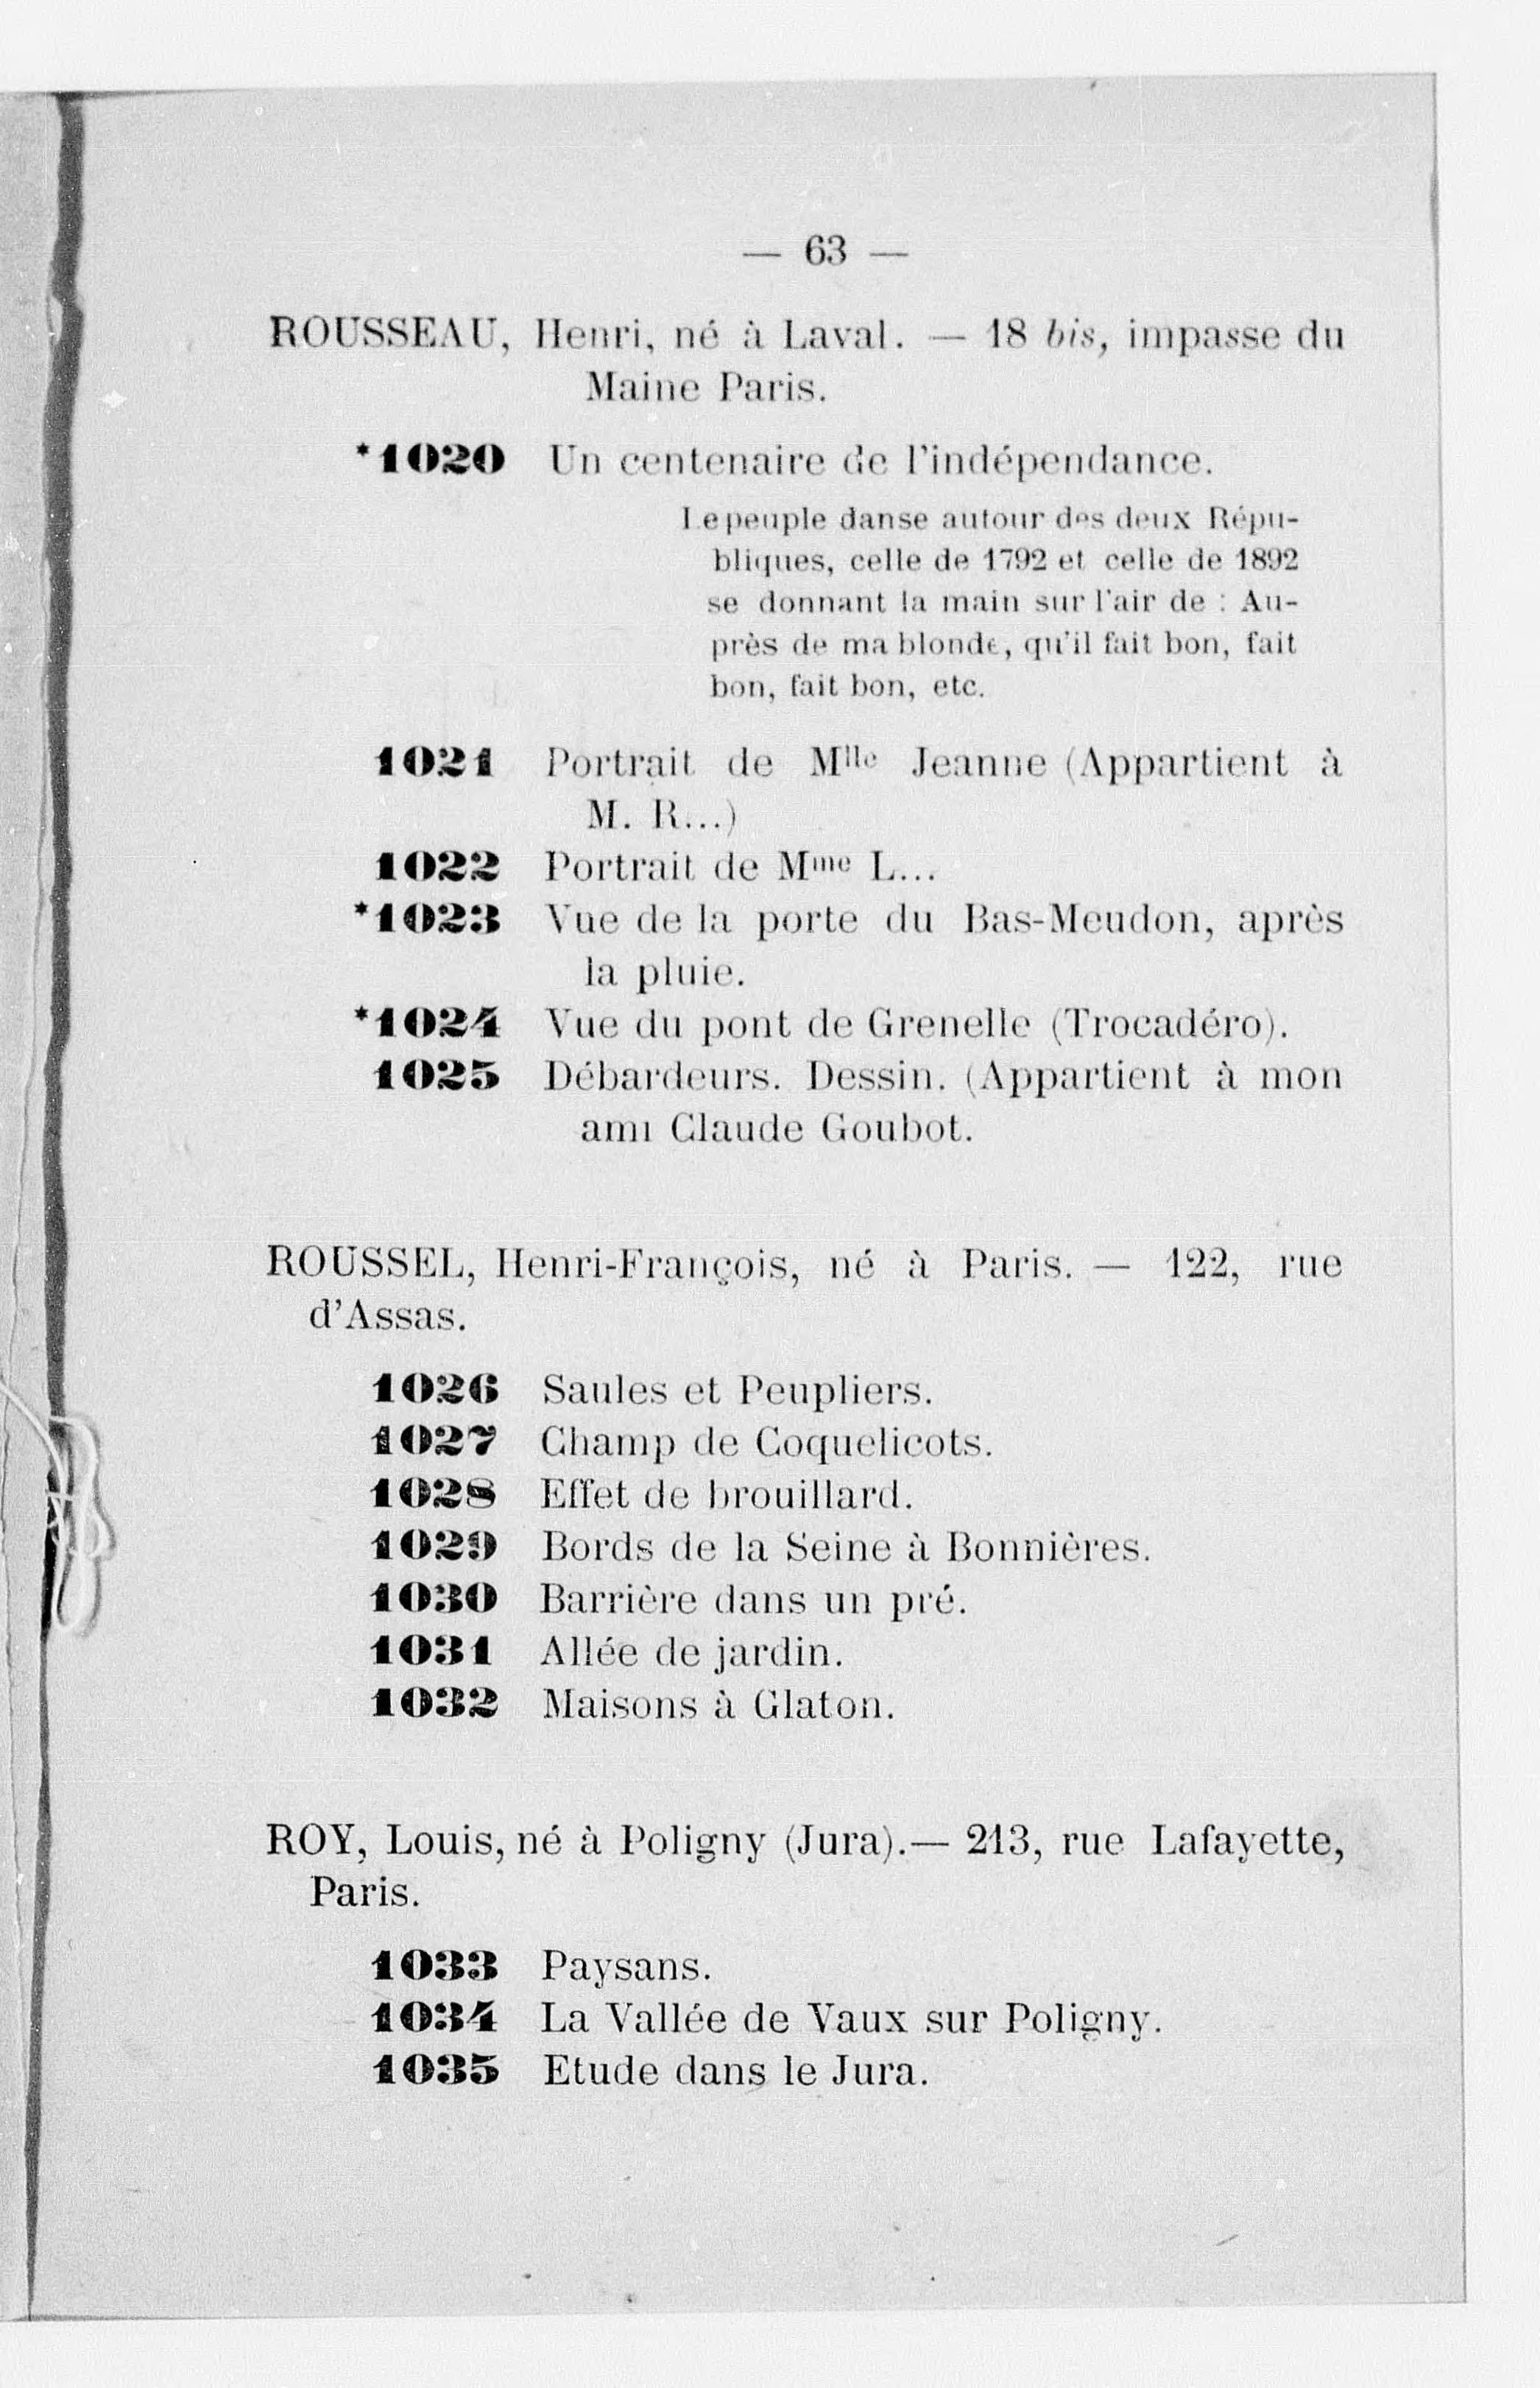 — 63 —
ROUSSEAU, Henri, né à Laval. — 18 bis, impasse du
Maine Paris.
*1020 Un centenaire de l'indépendance.
Le peuple danse autour des deux Répu-
bliques, celle de 1792 et celle de 1892
se donnant la main sur l'air de : Au-
près de ma blonde, qu'il fait bon, fait
bon, fait bon, etc.
1021 Portrait de Mlle Jeanne (Appartient à
M. R...)
1022 Portrait de Mme L...
*1023 Vue de la porte du Bas-Meudon, après
la pluie.
*1024 Vue du pont de Grenelle (Trocadéro).
1025 Débardeurs. Dessin. (Appartient à mon
ami Claude Goubot.
ROUSSEL, Henri-François, né à Paris. — 122, rue
d'Assas.
1026 Saules et Peupliers.
1027 Champ de Coquelicots.
1028 Effet de brouillard.
1029 Bords de la Seine à Bonnières.
1030 Barrière dans un pré.
1031 Allée de jardin.
1032 Maisons à Glaton.
ROY, Louis, né à Poligny (Jura).— 213, rue Lafayette,
Paris.
1033 Paysans.
1034 La Vallée de Vaux sur Poligny.
1035 Etude dans le Jura.